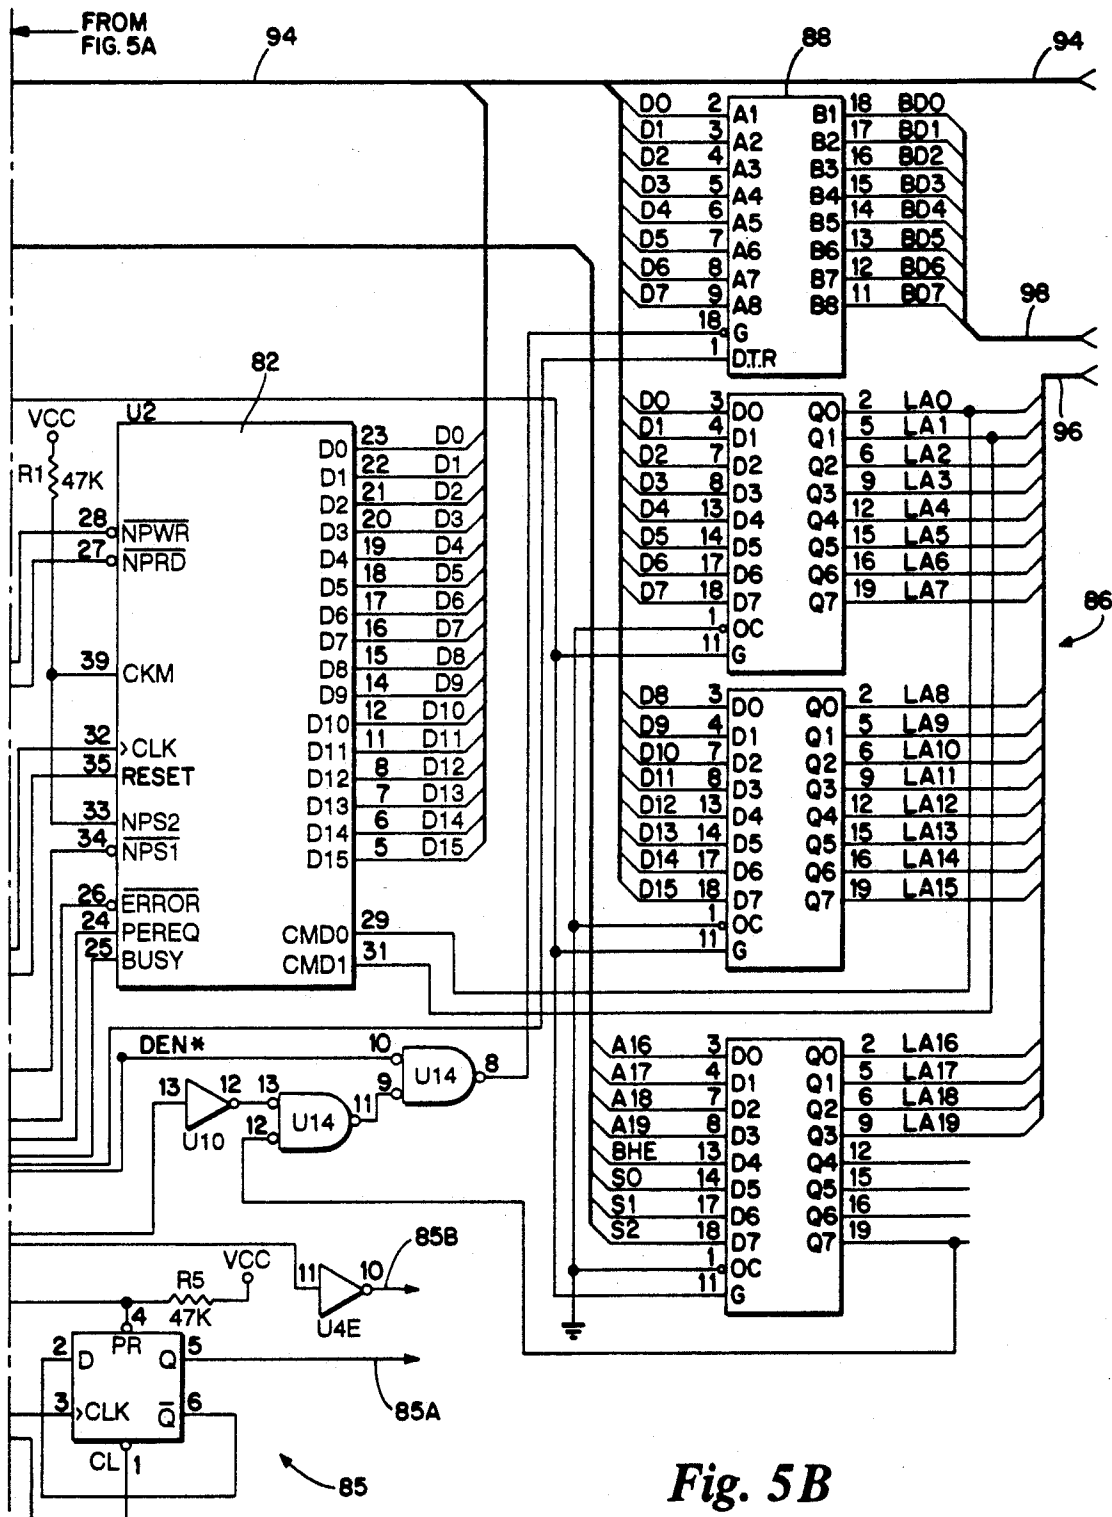 FROM
FIG. 5A
94
88
94
D0 2 A1 B1 18 BD0
D1 3 A2 B2 17 BD1
D2 4 A3 B3 16 BD2
D3 5 A4 B4 15 BD3
D4 6 A5 B5 14 BD4
D5 7 A6 B6 13 BD5
D6 8 A7 B7 12 BD6
D7 9 A8 B8 11 BD7
18 G
1 D.T.R
98
96
82
U2
VCC
R1 47K
28 NPWR
27 NPRD
39 CKM
32 >CLK
35 RESET
33 NPS2
34 NPS1
26 ERROR
24 PEREQ
25 BUSY
D0 23 D0
D1 22 D1
D2 21 D2
D3 20 D3
D4 19 D4
D5 18 D5
D6 17 D6
D7 16 D7
D8 15 D8
D9 14 D9
D10 12 D10
D11 11 D11
D12 8 D12
D13 7 D13
D14 6 D14
D15 5 D15
CMD0 29
CMD1 31
D0 3 D0 Q0 2 LA0
D1 4 D1 Q1 5 LA1
D2 7 D2 Q2 6 LA2
D3 8 D3 Q3 9 LA3
D4 13 D4 Q4 12 LA4
D5 14 D5 Q5 15 LA5
D6 17 D6 Q6 16 LA6
D7 18 D7 Q7 19 LA7
1 OC
11 G
86
D8 3 D0 Q0 2 LA8
D9 4 D1 Q1 5 LA9
D10 7 D2 Q2 6 LA10
D11 8 D3 Q3 9 LA11
D12 13 D4 Q4 12 LA12
D13 14 D5 Q5 15 LA13
D14 17 D6 Q6 16 LA14
D15 18 D7 Q7 19 LA15
1 OC
11 G
A16 3 D0 Q0 2 LA16
A17 4 D1 Q1 5 LA17
A18 7 D2 Q2 6 LA18
A19 8 D3 Q3 9 LA19
BHE 13 D4 Q4 12
S0 14 D5 Q5 15
S1 17 D6 Q6 16
S2 18 D7 Q7 19
1 OC
11 G
DEN*
10 9 U14 8
13 U10 12
13 12 U14 11
11 U4E 10
85B
VCC
R5
47K
4
PR
2 D Q 5
3 >CLK Q 6
CL 1
85A
85
Fig. 5B